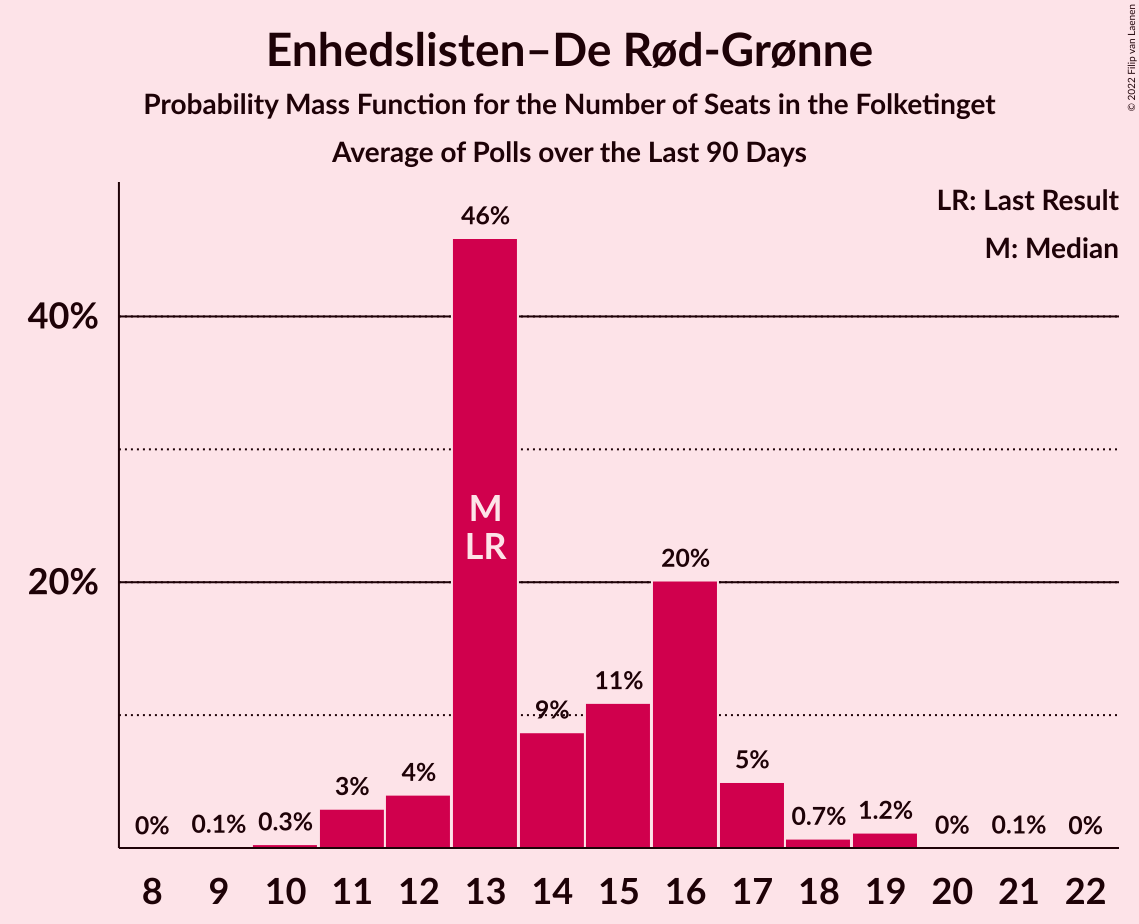 Enhedslisten–De Rød-Grønne
Probability Mass Function for the Number of Seats in the Folketinget
Average of Polls over the Last 90 Days
© 2022 Filip van Laenen
LR: Last Result
M: Median
40%
20%
0%
0.1%
0.3%
3%
4%
46%
M
LR
9%
11%
20%
5%
0.7%
1.2%
0%
0.1%
0%
8 9 10 11 12 13 14 15 16 17 18 19 20 21 22